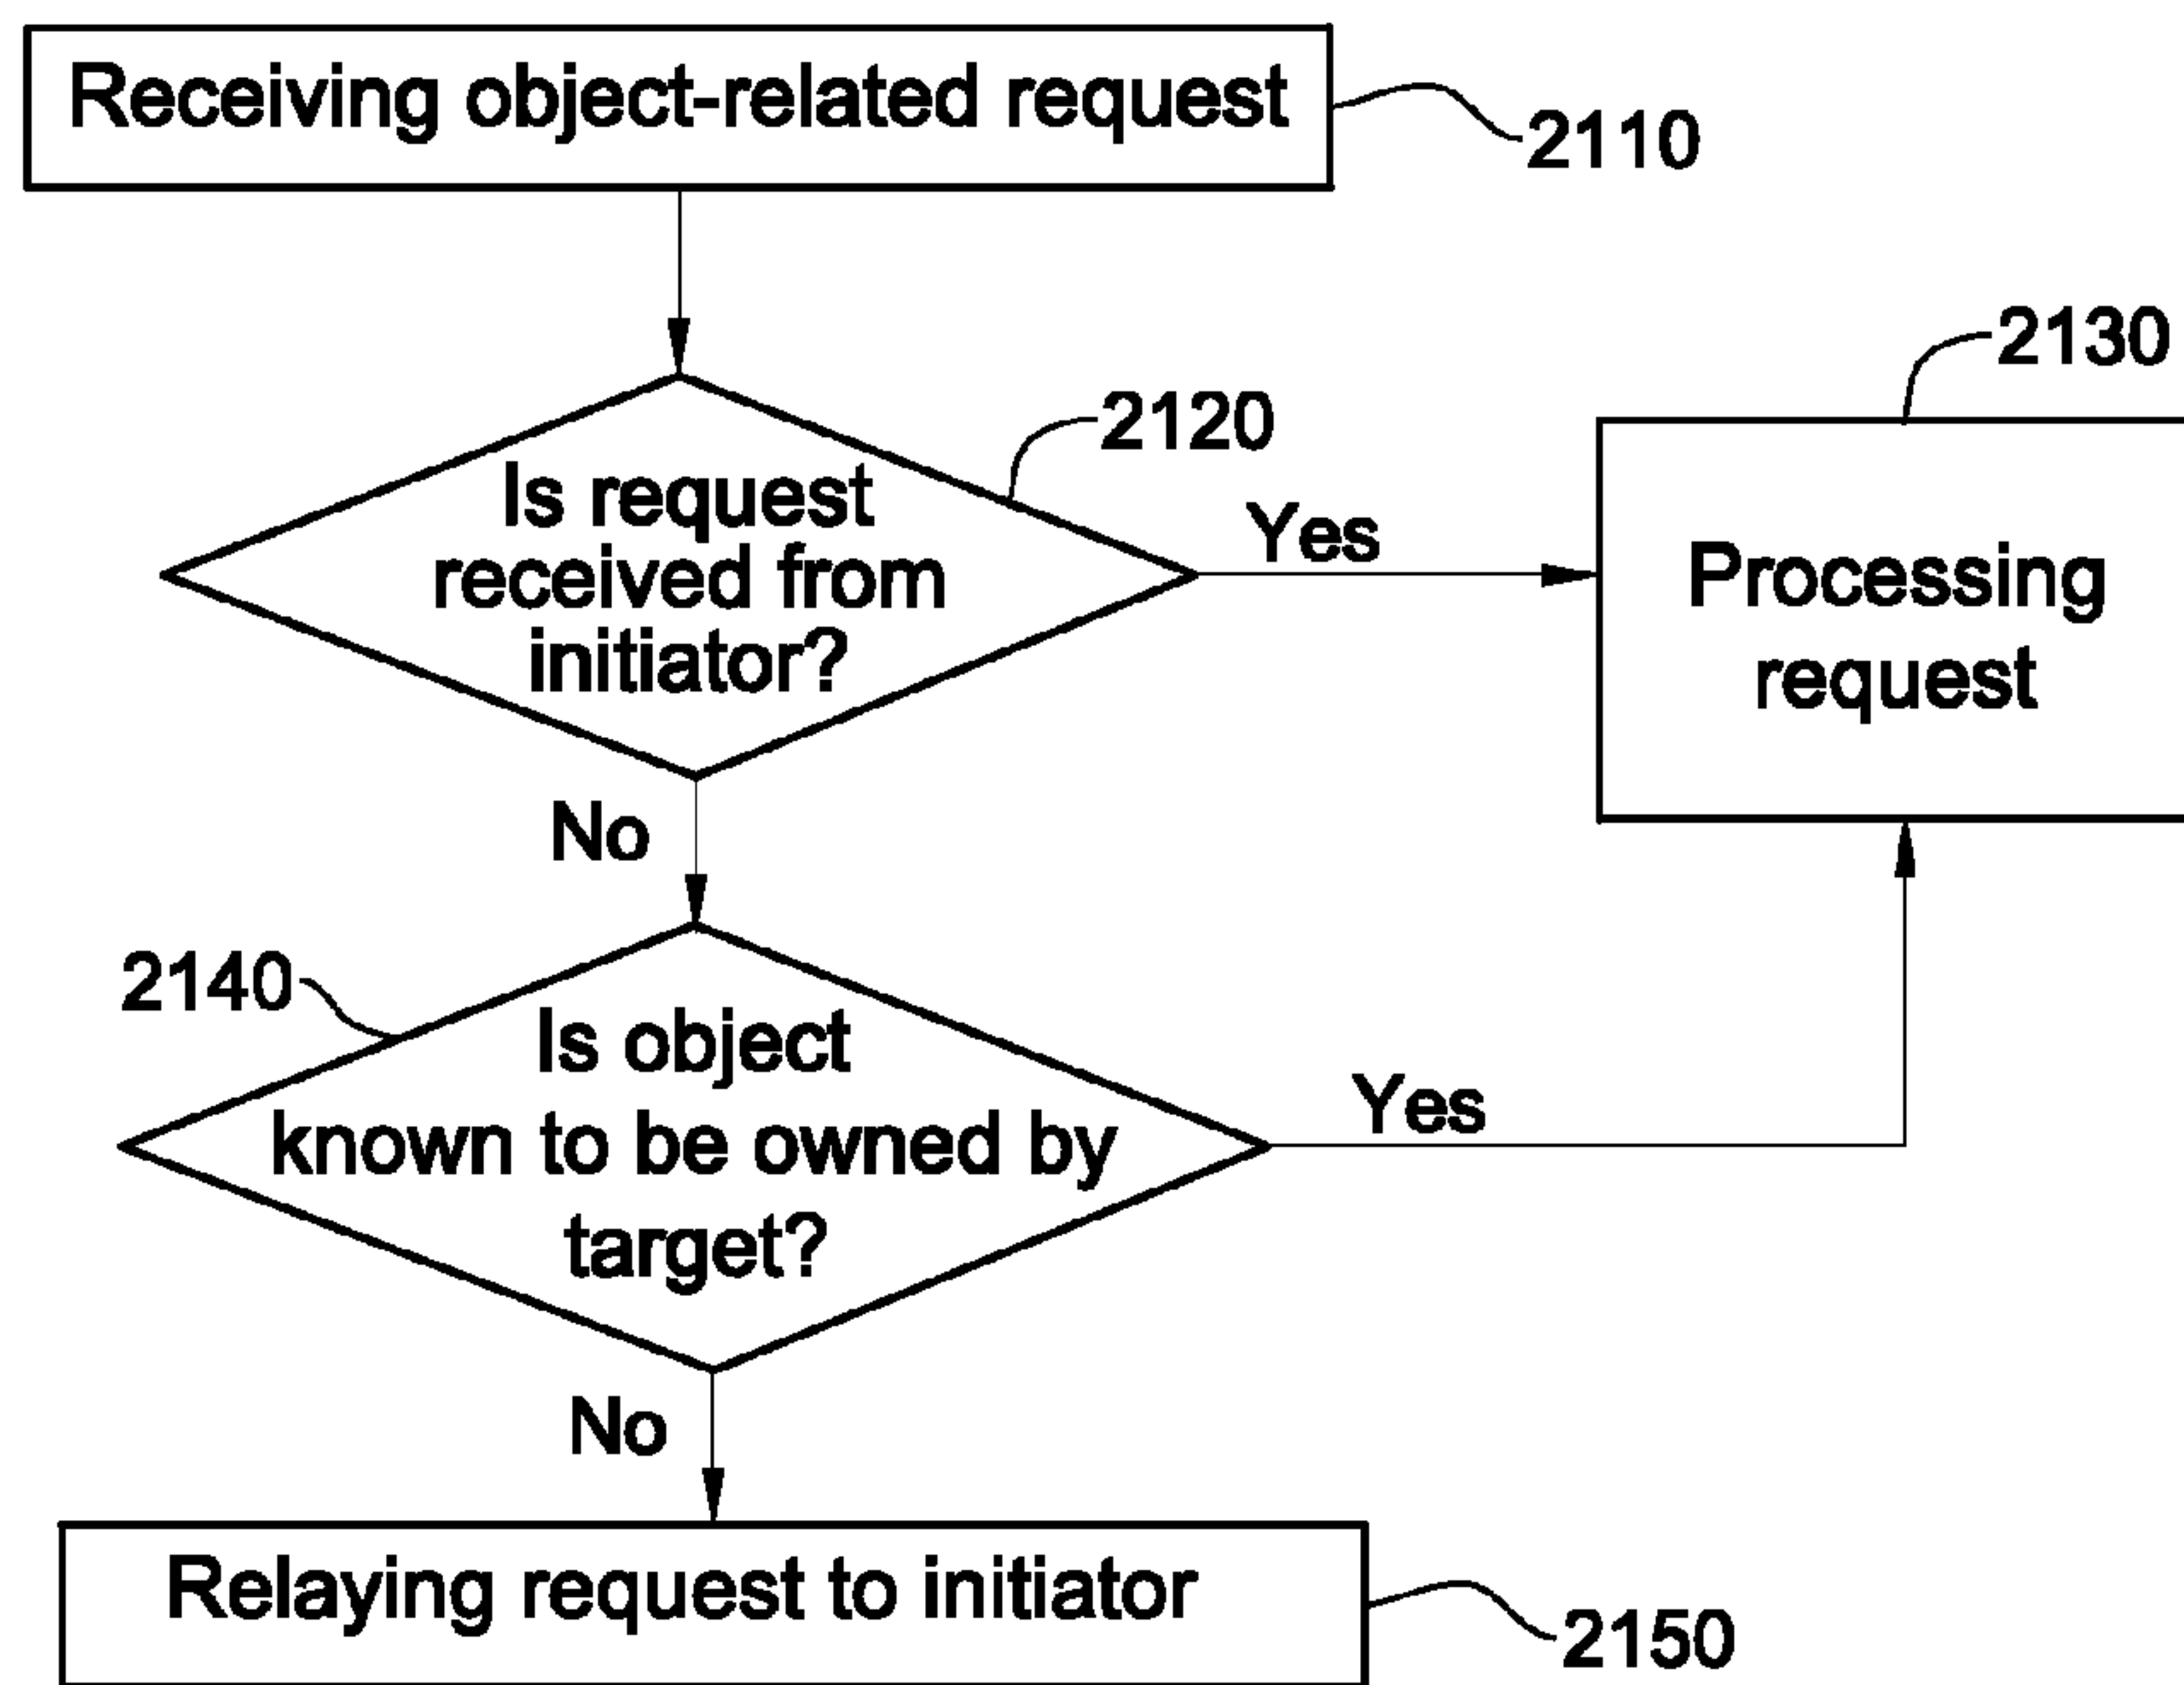 Receiving object-related request
2110
2130
2120
Is request
received from
initiator?
Yes
Processing
request
No
2140
Is object
known to be owned by
target?
Yes
No
Relaying request to initiator
2150